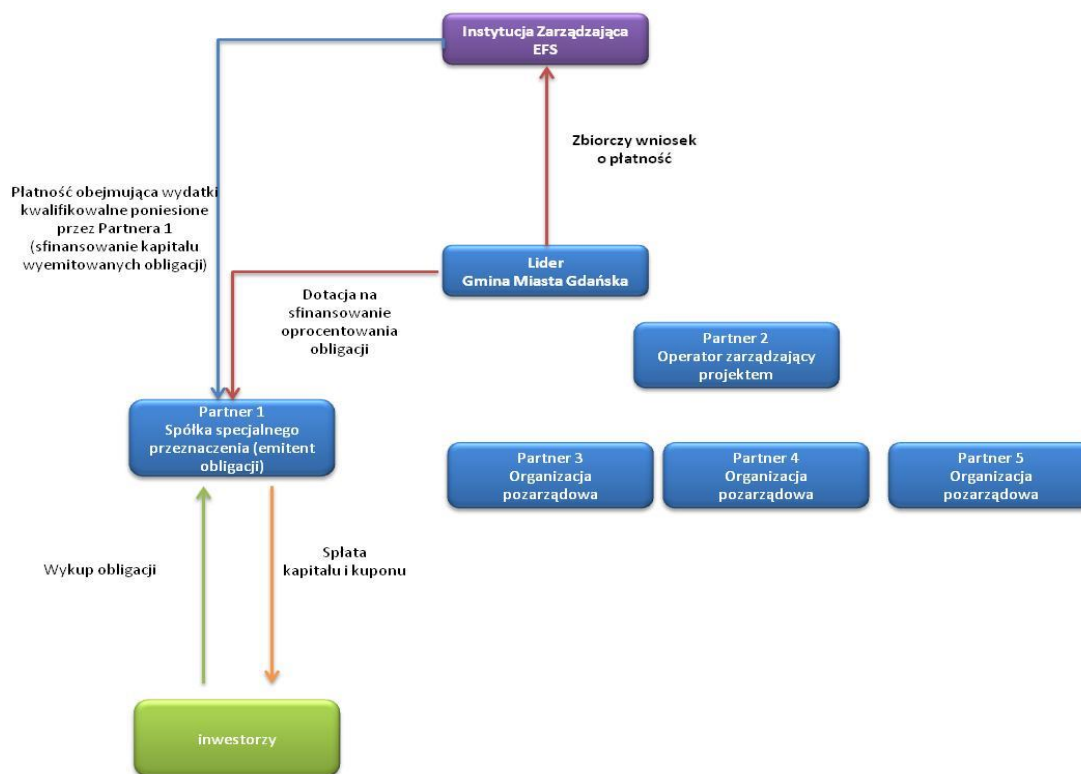 Instytucja Zarządzająca
EFS
Zbiorczy wniosek
o płatność
Płatność obejmująca wydatki
kwalifikowalne poniesione
przez Partnera 1
(sfinansowanie kapitału
wyemitowanych obligacji)
Lider
Gmina Miasta Gdańska
Dotacja na
sfinansowanie
oprocentowania
obligacji
Partner 2
Operator zarządzający
projektem
Partner 1
Spółka specjalnego
przeznaczenia (emitent
obligacji)
Partner 3
Organizacja
pozarządowa
Partner 4
Organizacja
pozarządowa
Partner 5
Organizacja
pozarządowa
Wykup obligacji
Spłata
kapitału i kuponu
inwestorzy